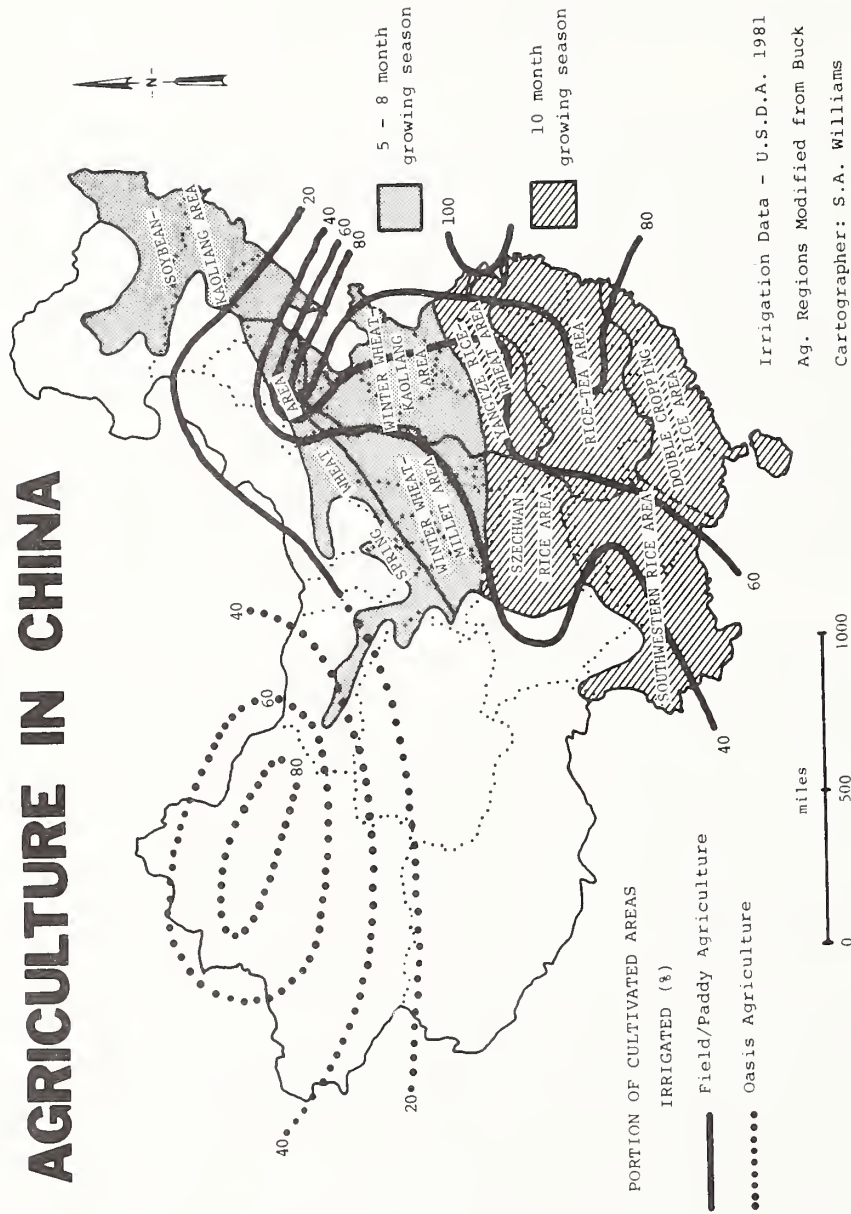 AGRICULTURE IN CHINA
-N-
SOYBEAN-
KAOLIANG AREA
20
40
60
80
5 - 8 month
growing season
100
10 month
growing season
80
40
60
80
SPRING WHEAT AREA
WINTER WHEAT-
KAOLIANG
AREA
WINTER WHEAT-
MILLET AREA
YANGTZE RICE-
WHEAT AREA
SZECHWAN
RICE AREA
RICE-TEA AREA
SOUTHWESTERN RICE AREA
DOUBLE CROPPING
RICE AREA
40
20
40
60
PORTION OF CULTIVATED AREAS
IRRIGATED (%)
Field/Paddy Agriculture
Oasis Agriculture
miles
0 500 1000
Irrigation Data - U.S.D.A. 1981
Ag. Regions Modified from Buck
Cartographer: S.A. Williams